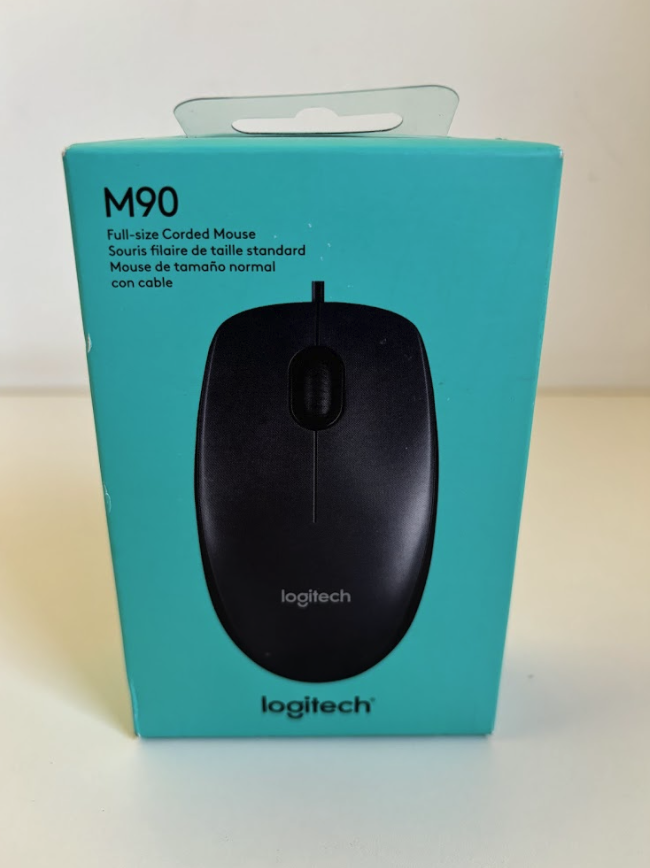 M90
Full-size Corded Mouse
Souris filaire de taille standard
Mouse de tamaño normal
con cable
logitech
logitech®